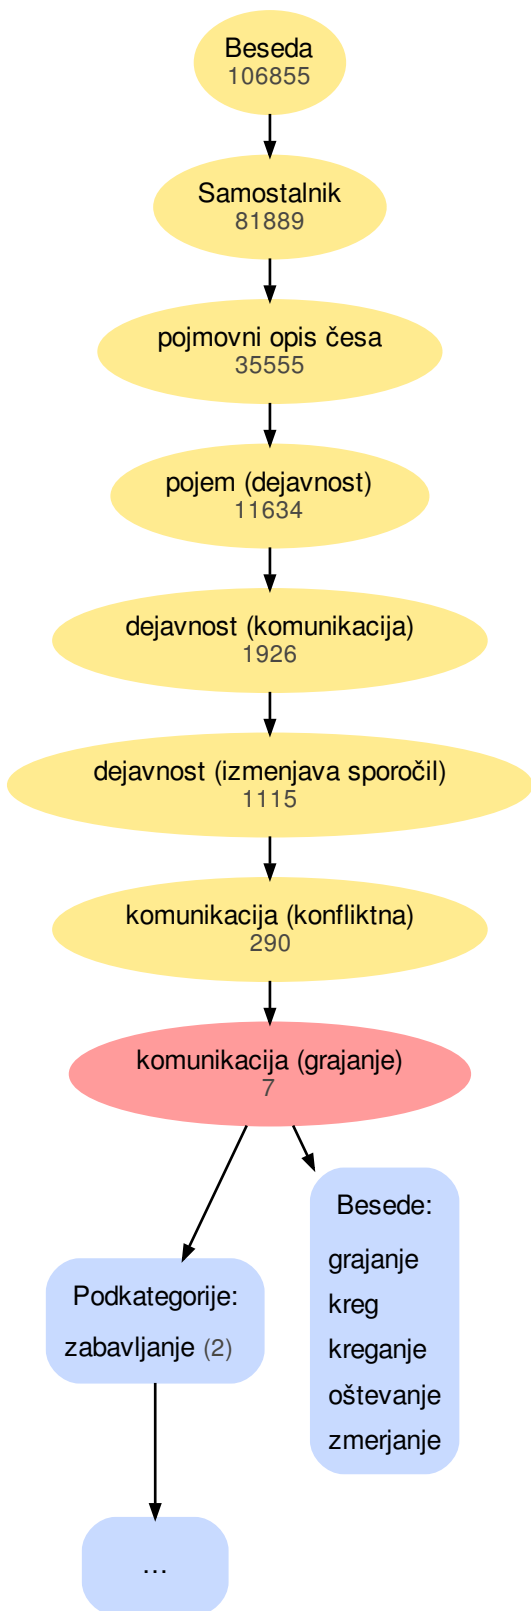 Beseda
106855
Samostalnik
81889
pojmovni opis česa
35555
pojem (dejavnost)
11634
dejavnost (komunikacija)
1926
dejavnost (izmenjava sporočil)
1115
komunikacija (konfliktna)
290
komunikacija (grajanje)
7
Besede:
grajanje
kreg
kreganje
oštevanje
zmerjanje
Podkategorije:
zabavljanje (2)
...